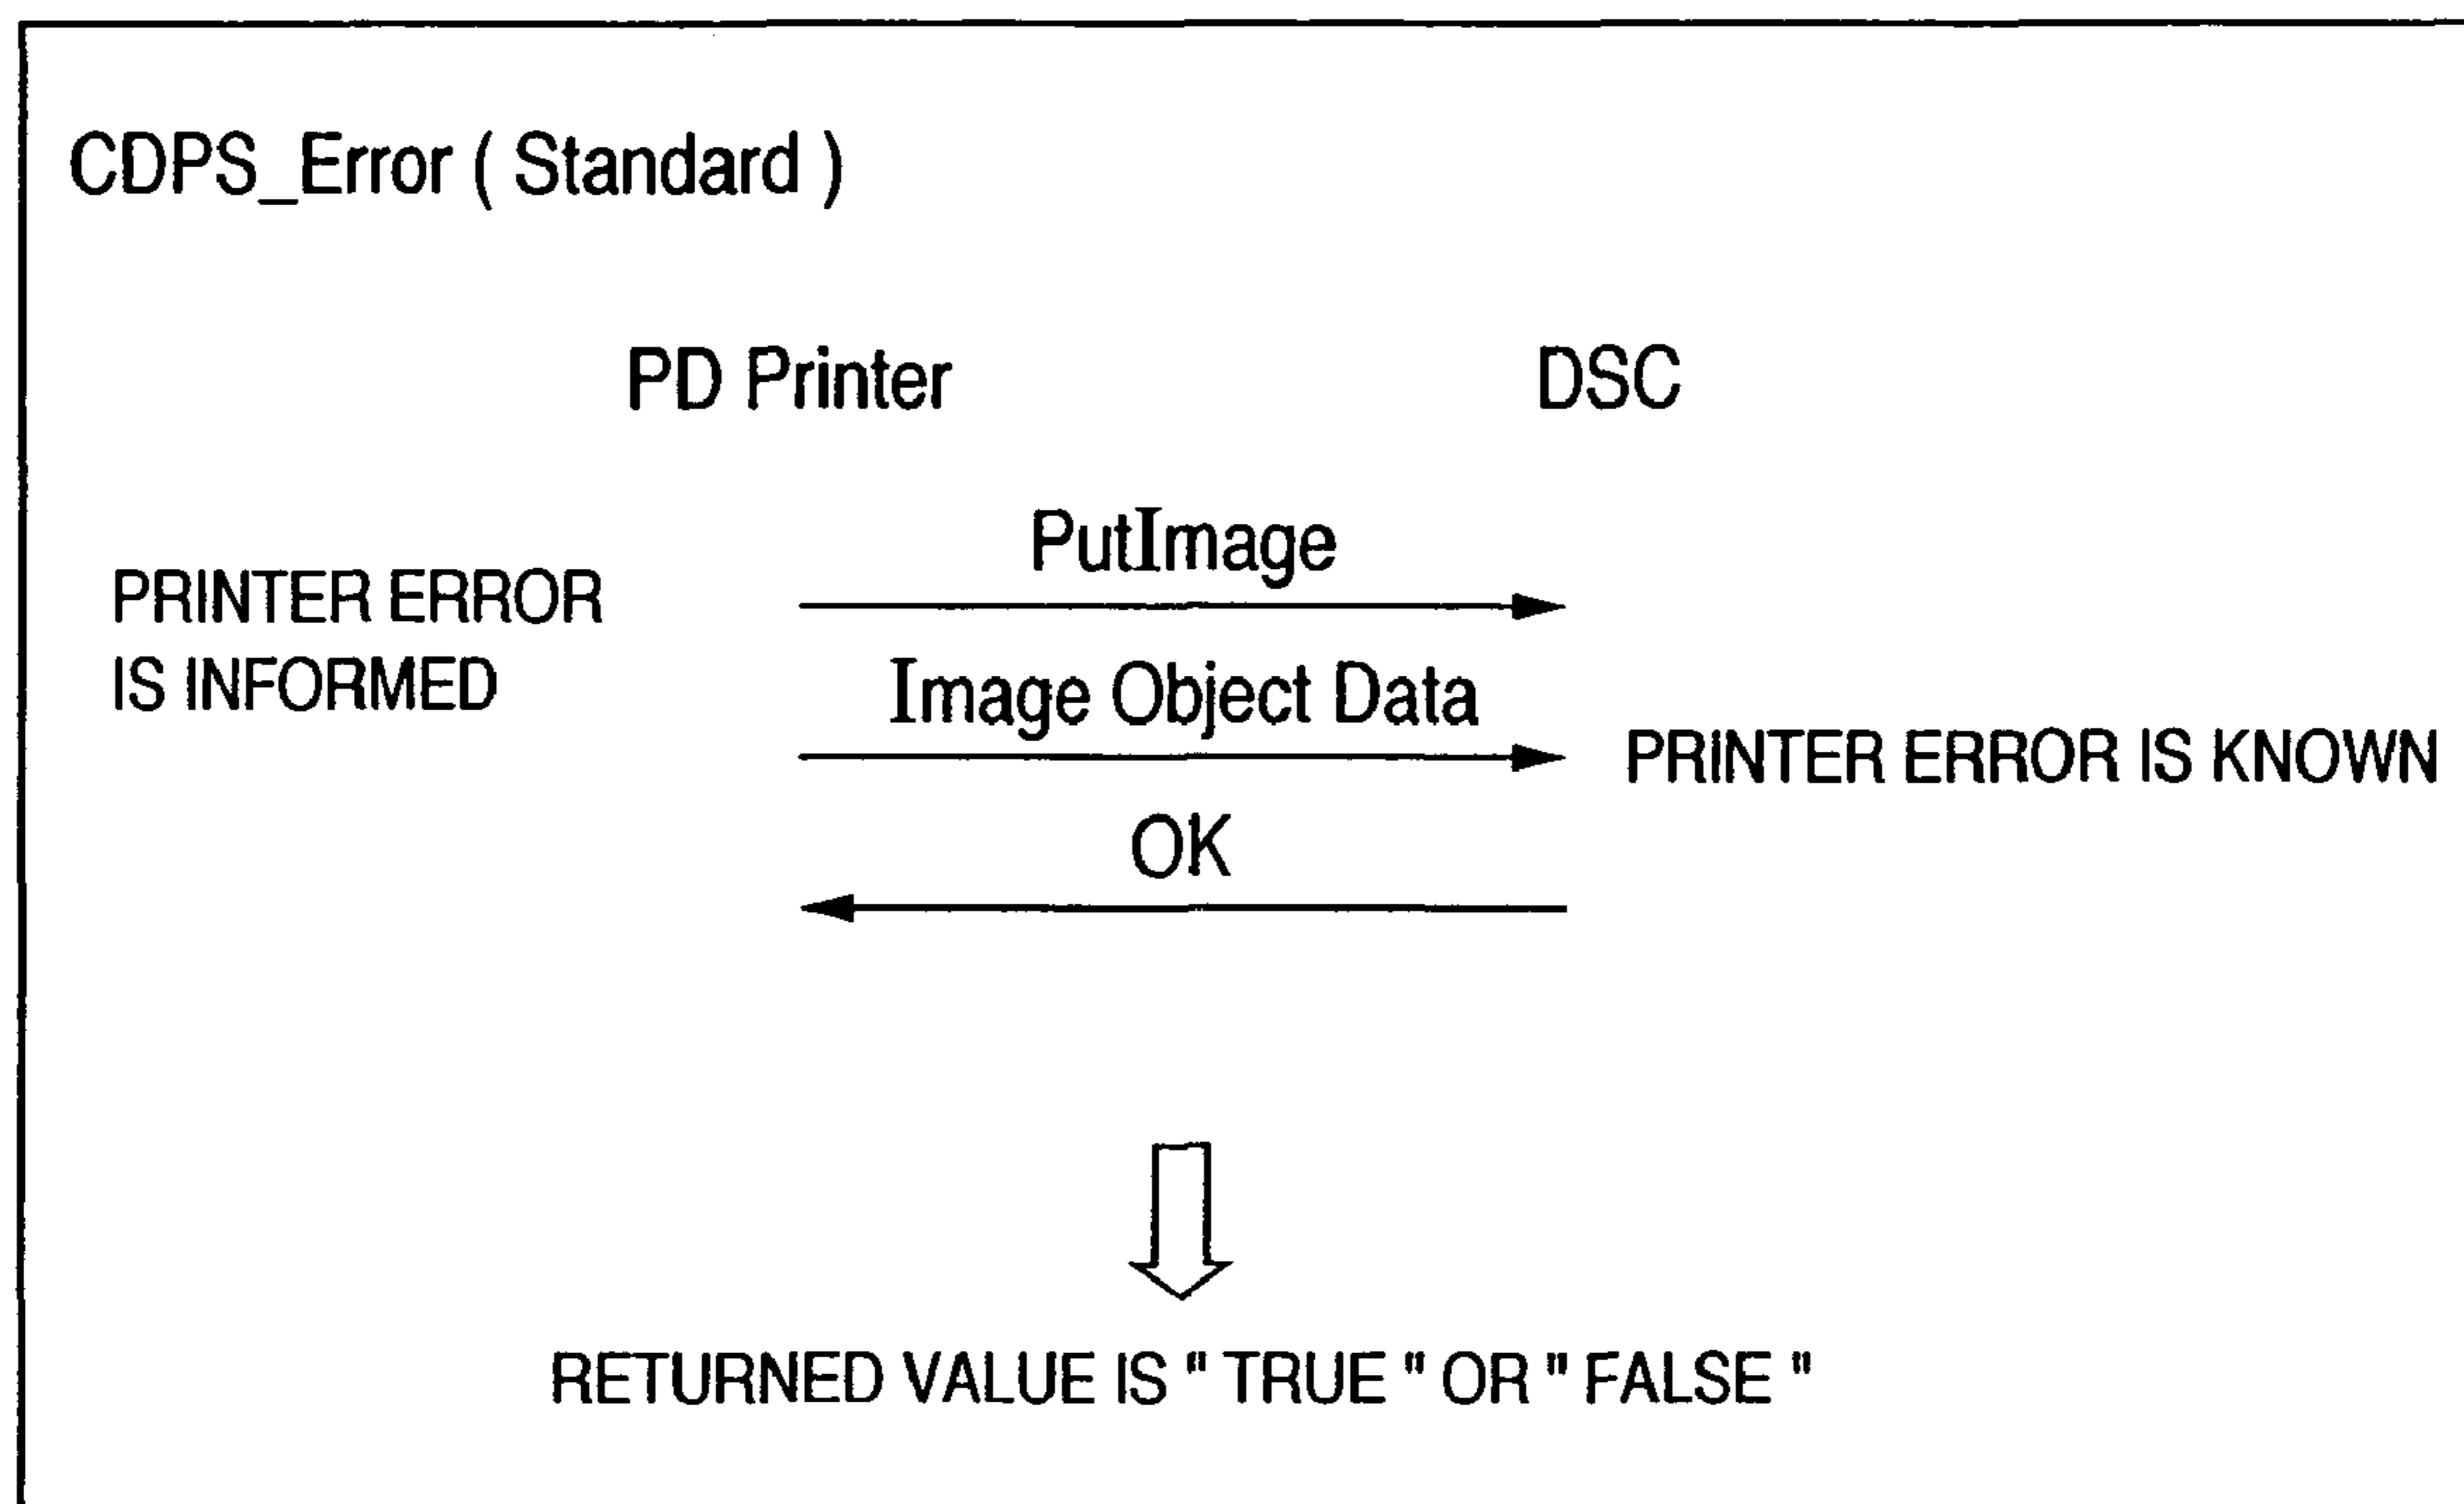 CDPS_Error ( Standard )
PD Printer DSC
PutImage
PRINTER ERROR
IS INFORMED
Image Object Data
PRINTER ERROR IS KNOWN
OK
RETURNED VALUE IS " TRUE " OR " FALSE "